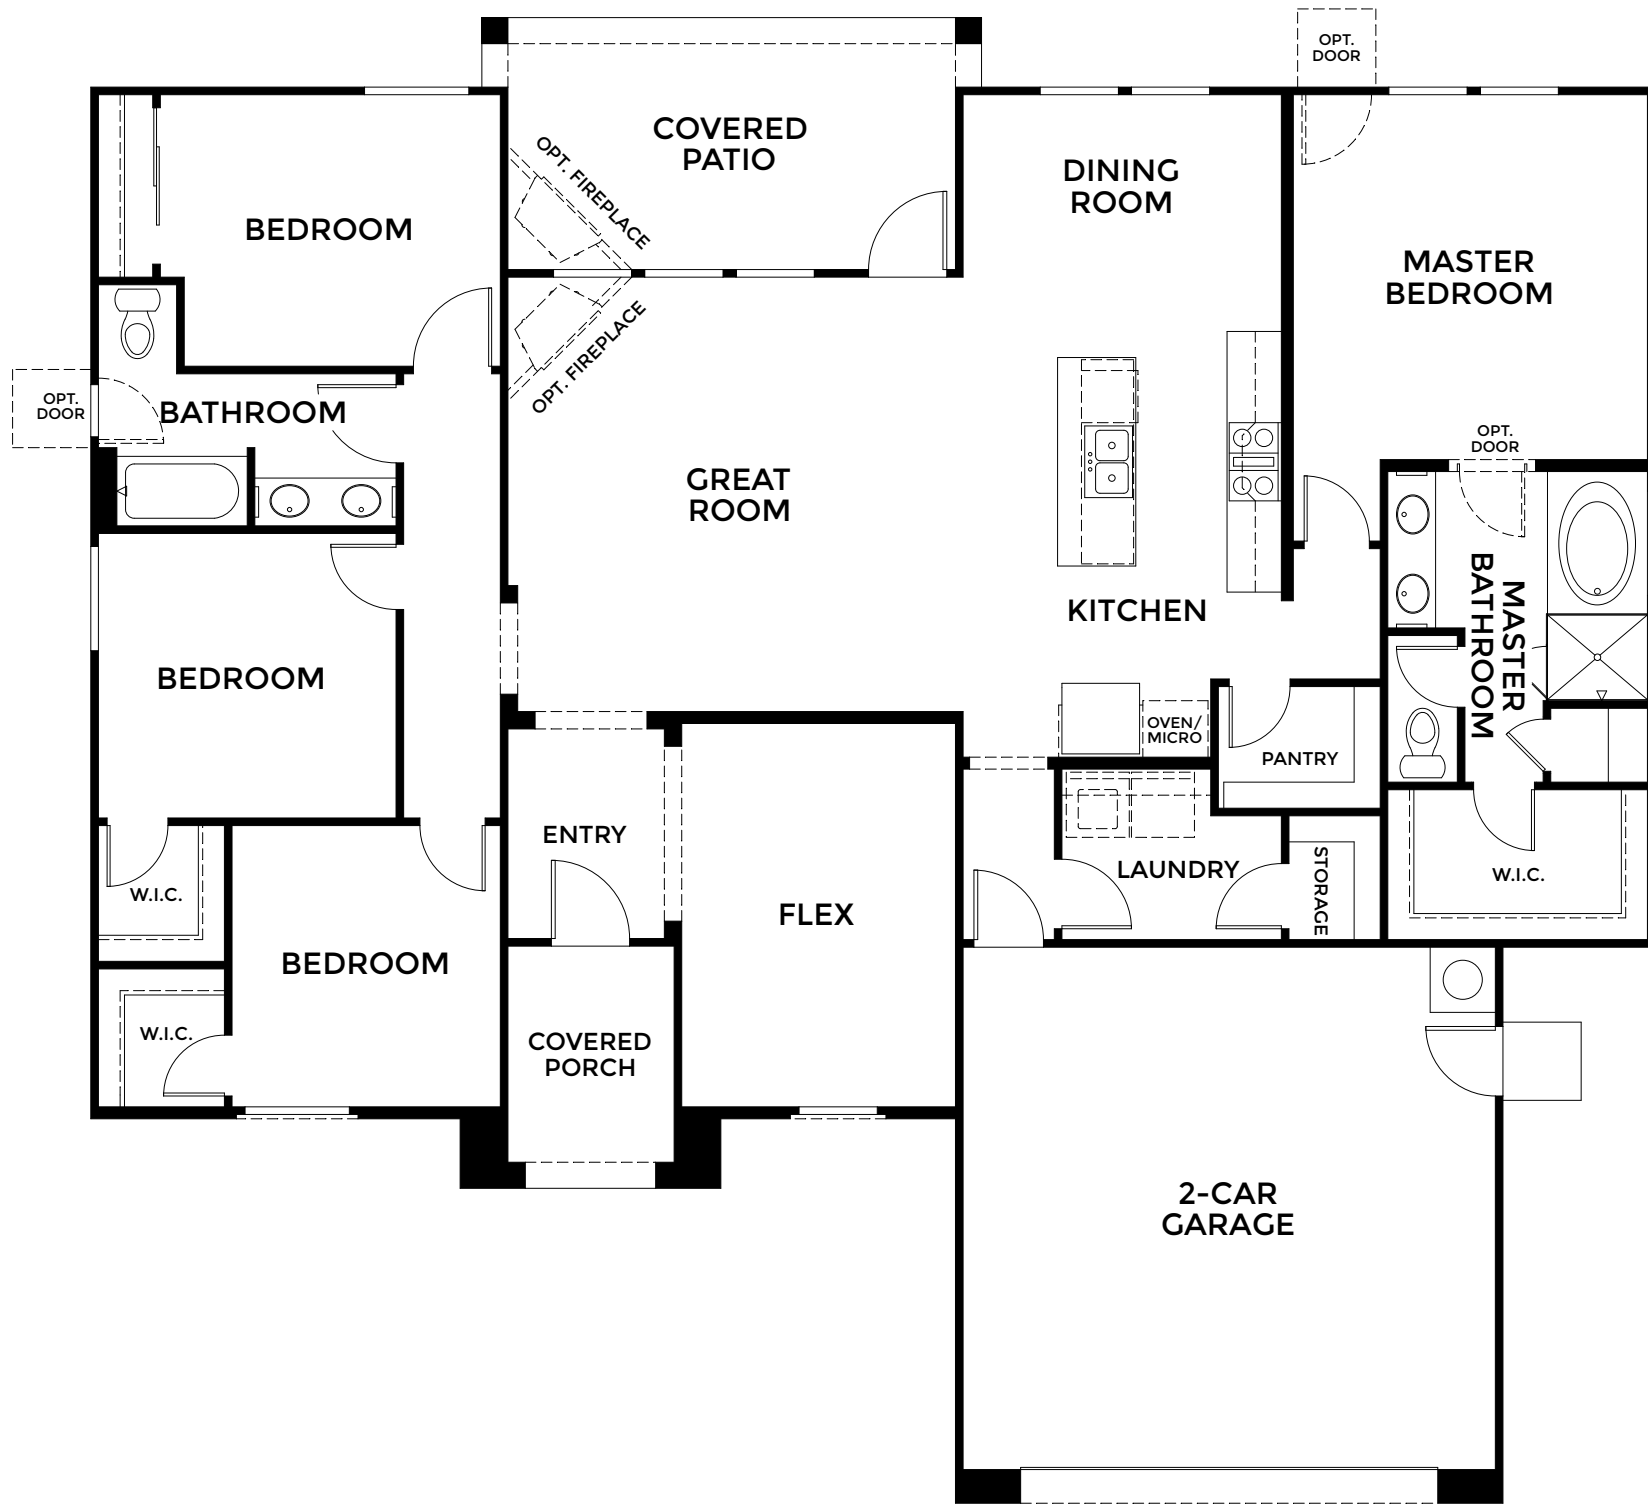 OPT.
DOOR
COVERED
PATIO
OPT. FIREPLACE
DINING
ROOM
BEDROOM
MASTER
BEDROOM
OPT. FIREPLACE
OPT.
DOOR
BATHROOM
OPT.
DOOR
GREAT
ROOM
KITCHEN
MASTER
BATHROOM
BEDROOM
OVEN/
MICRO
PANTRY
ENTRY
LAUNDRY
STORAGE
W.I.C.
W.I.C.
FLEX
BEDROOM
W.I.C.
COVERED
PORCH
2-CAR
GARAGE